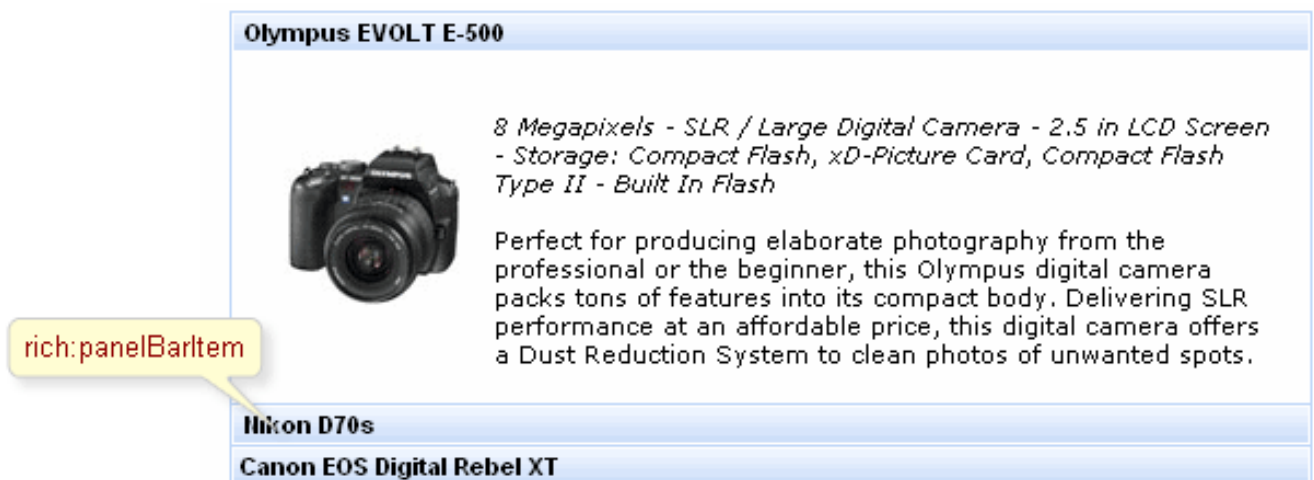 Olympus EVOLT E-500
8 Megapixels - SLR / Large Digital Camera - 2.5 in LCD Screen
- Storage: Compact Flash, xD-Picture Card, Compact Flash
Type II - Built In Flash
OLYMPUS
Perfect for producing elaborate photography from the
professional or the beginner, this Olympus digital camera
packs tons of features into its compact body. Delivering SLR
performance at an affordable price, this digital camera offers
a Dust Reduction System to clean photos of unwanted spots.
rich:panelBarItem
Nikon D70s
Canon EOS Digital Rebel XT